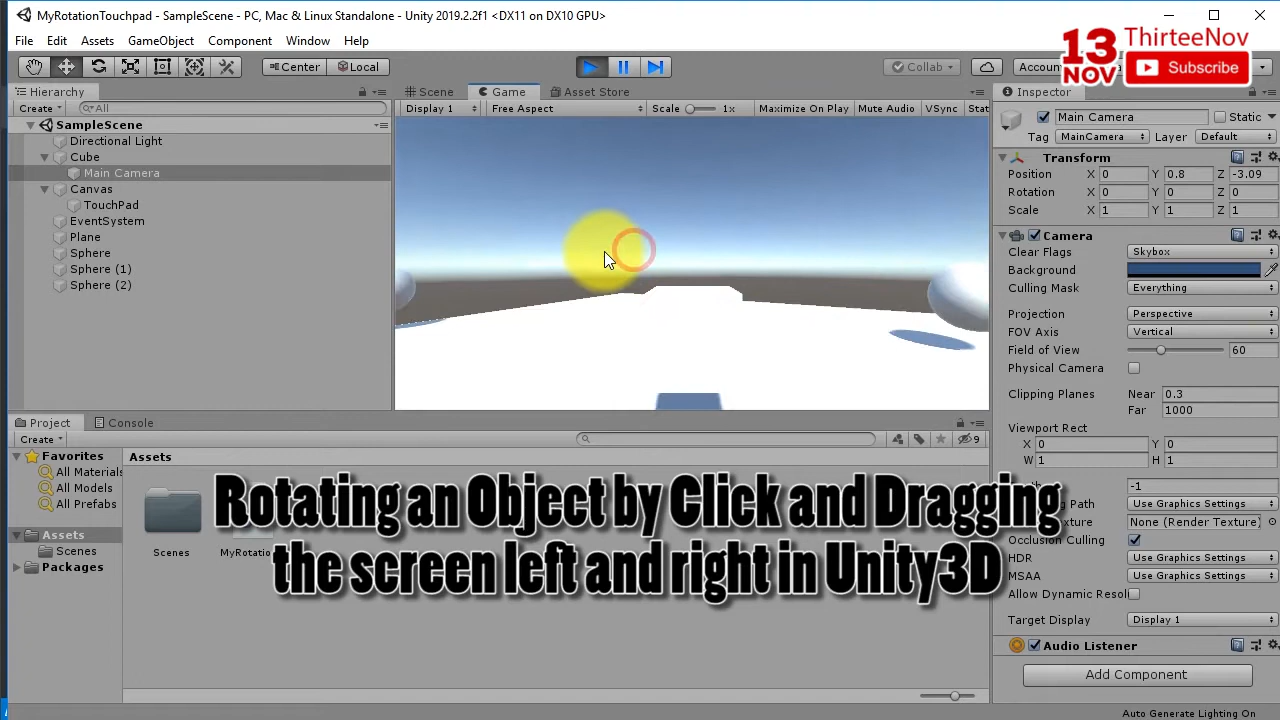 MyRotationTouchpad - SampleScene - PC, Mac & Linux Standalone - Unity 2019.2.2f1 <DX11 on DX10 GPU>
File Edit Assets GameObject Component Window Help
13 NOV
ThirteeNov
Subscribe
Center Local
Collab
Accoun
Hierarchy
Create All
SampleScene
Directional Light
Cube
Main Camera
Canvas
TouchPad
EventSystem
Plane
Sphere
Sphere (1)
Sphere (2)
Scene Game Asset Store
Display 1 Free Aspect Scale 1x Maximize On Play Mute Audio VSync Stat
Inspector
Main Camera Static
Tag MainCamera Layer Default
Transform
Position X 0 Y 0.8 Z -3.09
Rotation X 0 Y 0 Z 0
Scale X 1 Y 1 Z 1
Camera
Clear Flags Skybox
Background
Culling Mask Everything
Projection Perspective
FOV Axis Vertical
Field of View 60
Physical Camera
Clipping Planes Near 0.3
Far 1000
Viewport Rect
X 0 Y 0
W 1 H 1
-1
Use Graphics Settings
None (Render Texture)
Occlusion Culling
HDR Use Graphics Settings
MSAA Use Graphics Settings
Allow Dynamic Resol
Target Display Display 1
Audio Listener
Add Component
Project Console
Create
9
Favorites
All Materials
All Models
All Prefabs
Assets
Scenes
Packages
Assets
Scenes
MyRotatio
Rotating an Object by Click and Dragging
the screen left and right in Unity3D
Auto Generate Lighting On